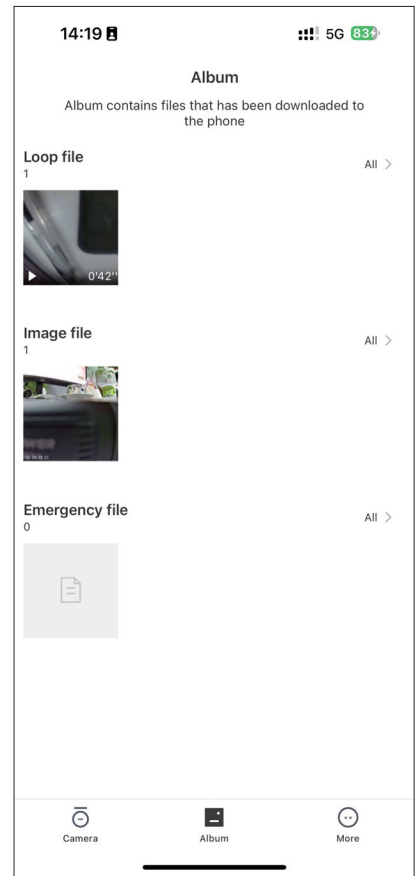 14:19
5G 83
Album
Album contains files that has been downloaded to
the phone
Loop file
1
All >
0'42''
Image file
1
All >
Emergency file
0
All >
Camera
Album
More